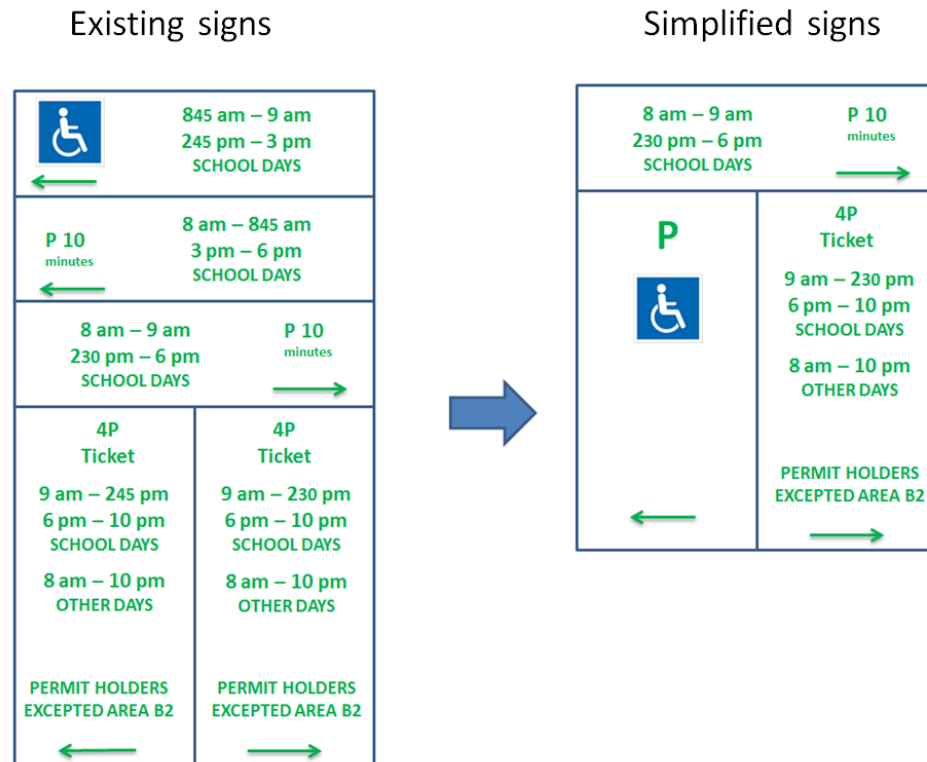 Existing signs
845 am – 9 am
245 pm – 3 pm
SCHOOL DAYS
P 10
minutes
8 am – 845 am
3 pm – 6 pm
SCHOOL DAYS
8 am – 9 am
230 pm – 6 pm
SCHOOL DAYS
P 10
minutes
4P
Ticket
9 am – 245 pm
6 pm – 10 pm
SCHOOL DAYS
8 am – 10 pm
OTHER DAYS
PERMIT HOLDERS
EXCEPTED AREA B2
4P
Ticket
9 am – 230 pm
6 pm – 10 pm
SCHOOL DAYS
8 am – 10 pm
OTHER DAYS
PERMIT HOLDERS
EXCEPTED AREA B2
Simplified signs
8 am – 9 am
230 pm – 6 pm
SCHOOL DAYS
P 10
minutes
P
4P
Ticket
9 am – 230 pm
6 pm – 10 pm
SCHOOL DAYS
8 am – 10 pm
OTHER DAYS
PERMIT HOLDERS
EXCEPTED AREA B2